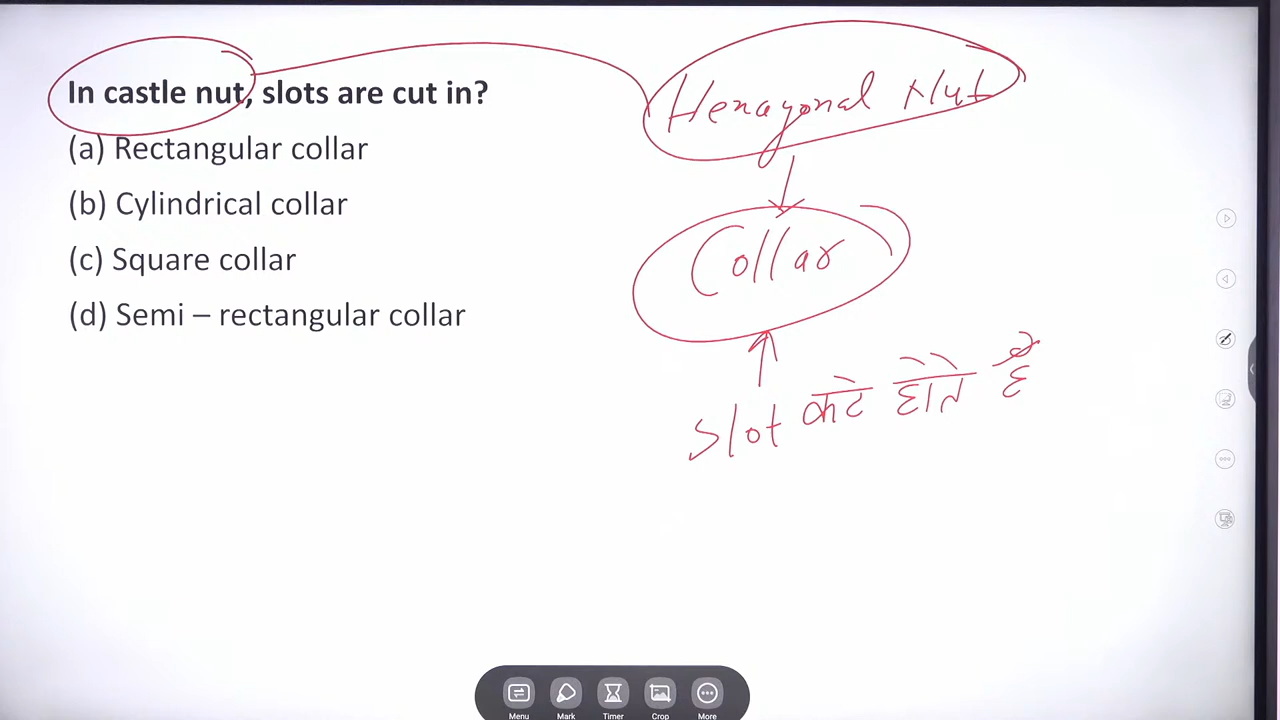 In castle nut, slots are cut in?
(a) Rectangular collar
(b) Cylindrical collar
(c) Square collar
(d) Semi – rectangular collar
Hexagonal Nut
Collar
Slot कटे होते है
Menu
Mark
Timer
Crop
More